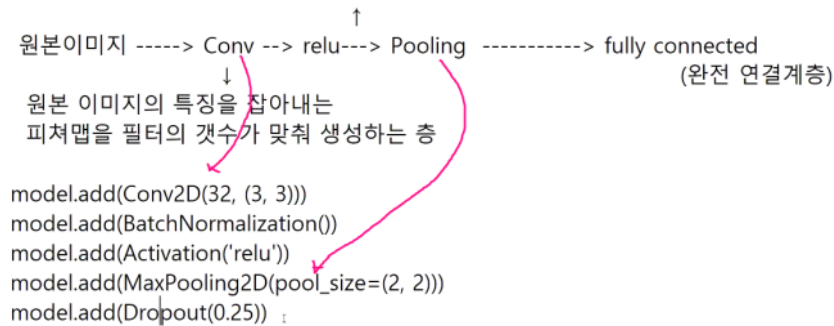 ↑
원본이미지 -----> Conv --> relu---> Pooling -----------> fully connected
(완전 연결계층)
↓
원본 이미지의 특징을 잡아내는
피쳐맵을 필터의 갯수가 맞춰 생성하는 층
model.add(Conv2D(32, (3, 3)))
model.add(BatchNormalization())
model.add(Activation('relu'))
model.add(MaxPooling2D(pool_size=(2, 2)))
model.add(Dropout(0.25))